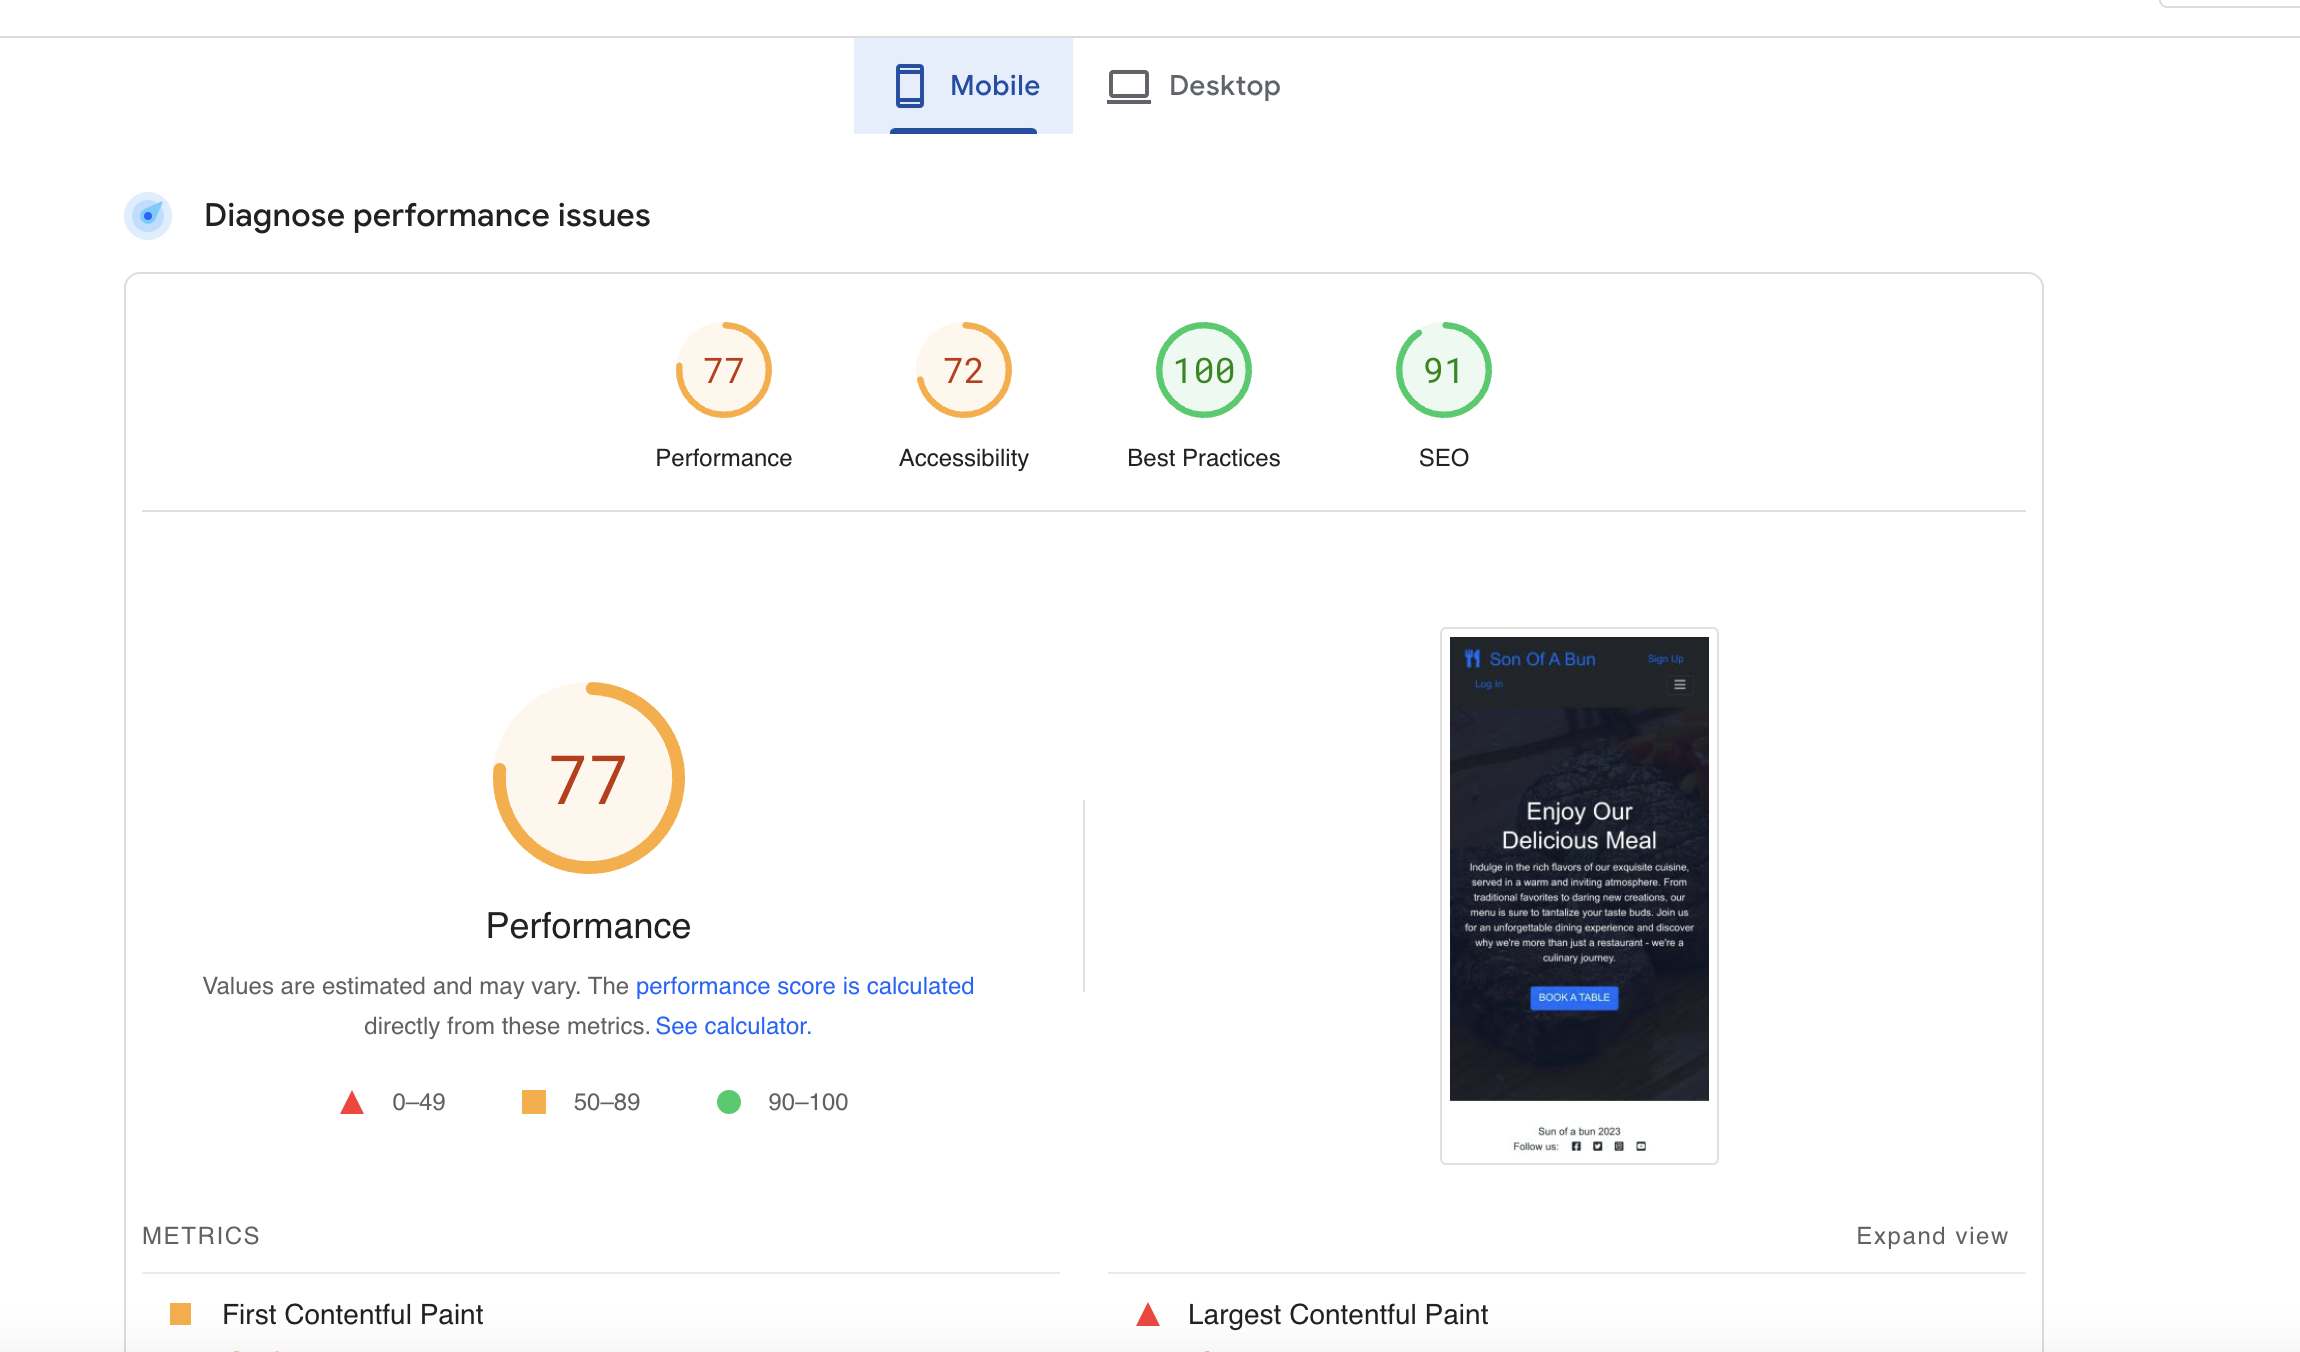 Mobile
Desktop
Diagnose performance issues
77
72
100
91
Performance
Accessibility
Best Practices
SEO
77
Performance
Values are estimated and may vary. The performance score is calculated
directly from these metrics. See calculator.
0–49
50–89
90–100
Son Of A Bun
Sign Up
Log In
Enjoy Our
Delicious Meal
Indulge in the rich flavors of our exquisite cuisine,
served in a warm and inviting atmosphere. From
traditional favorites to daring new creations, our
menu is sure to tantalize your taste buds. Join us
for an unforgettable dining experience and discover
why we're more than just a restaurant - we're a
culinary journey.
BOOK A TABLE
Sun of a bun 2023
Follow us:
METRICS
Expand view
First Contentful Paint
Largest Contentful Paint